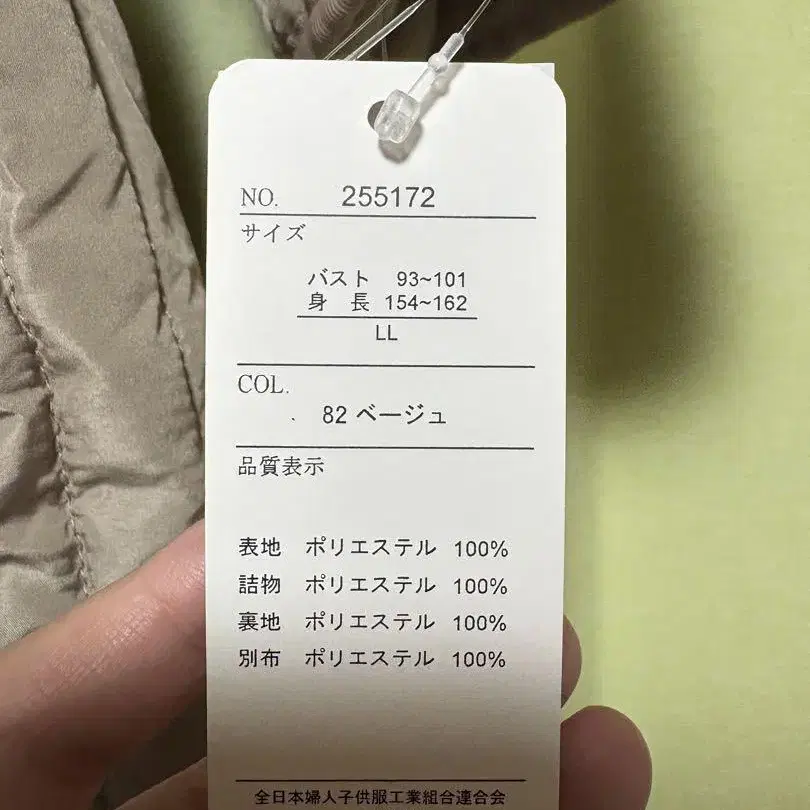 NO. 255172
サイズ
バスト 93~101
身 長 154~162
LL
COL.
82 ベージュ
品質表示
表地 ポリエステル 100%
詰物 ポリエステル 100%
裏地 ポリエステル 100%
別布 ポリエステル 100%
全日本婦人子供服工業組合連合会